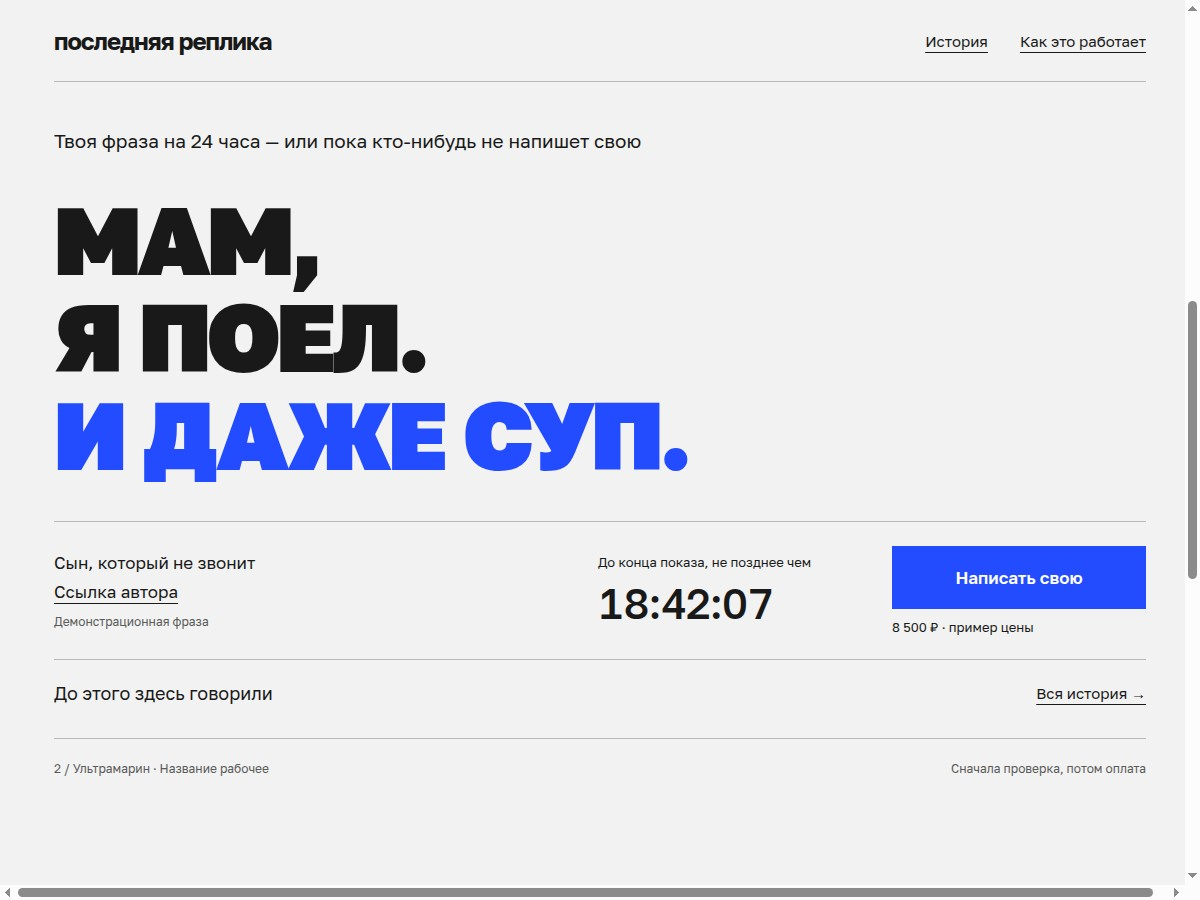 последняя реплика
История
Как это работает
Твоя фраза на 24 часа — или пока кто-нибудь не напишет свою
МАМ,
Я ПОЕЛ.
И ДАЖЕ СУП.
Сын, который не звонит
Ссылка автора
Демонстрационная фраза
До конца показа, не позднее чем
18:42:07
Написать свою
8 500 ₽ · пример цены
До этого здесь говорили
Вся история →
2 / Ультрамарин · Название рабочее
Сначала проверка, потом оплата